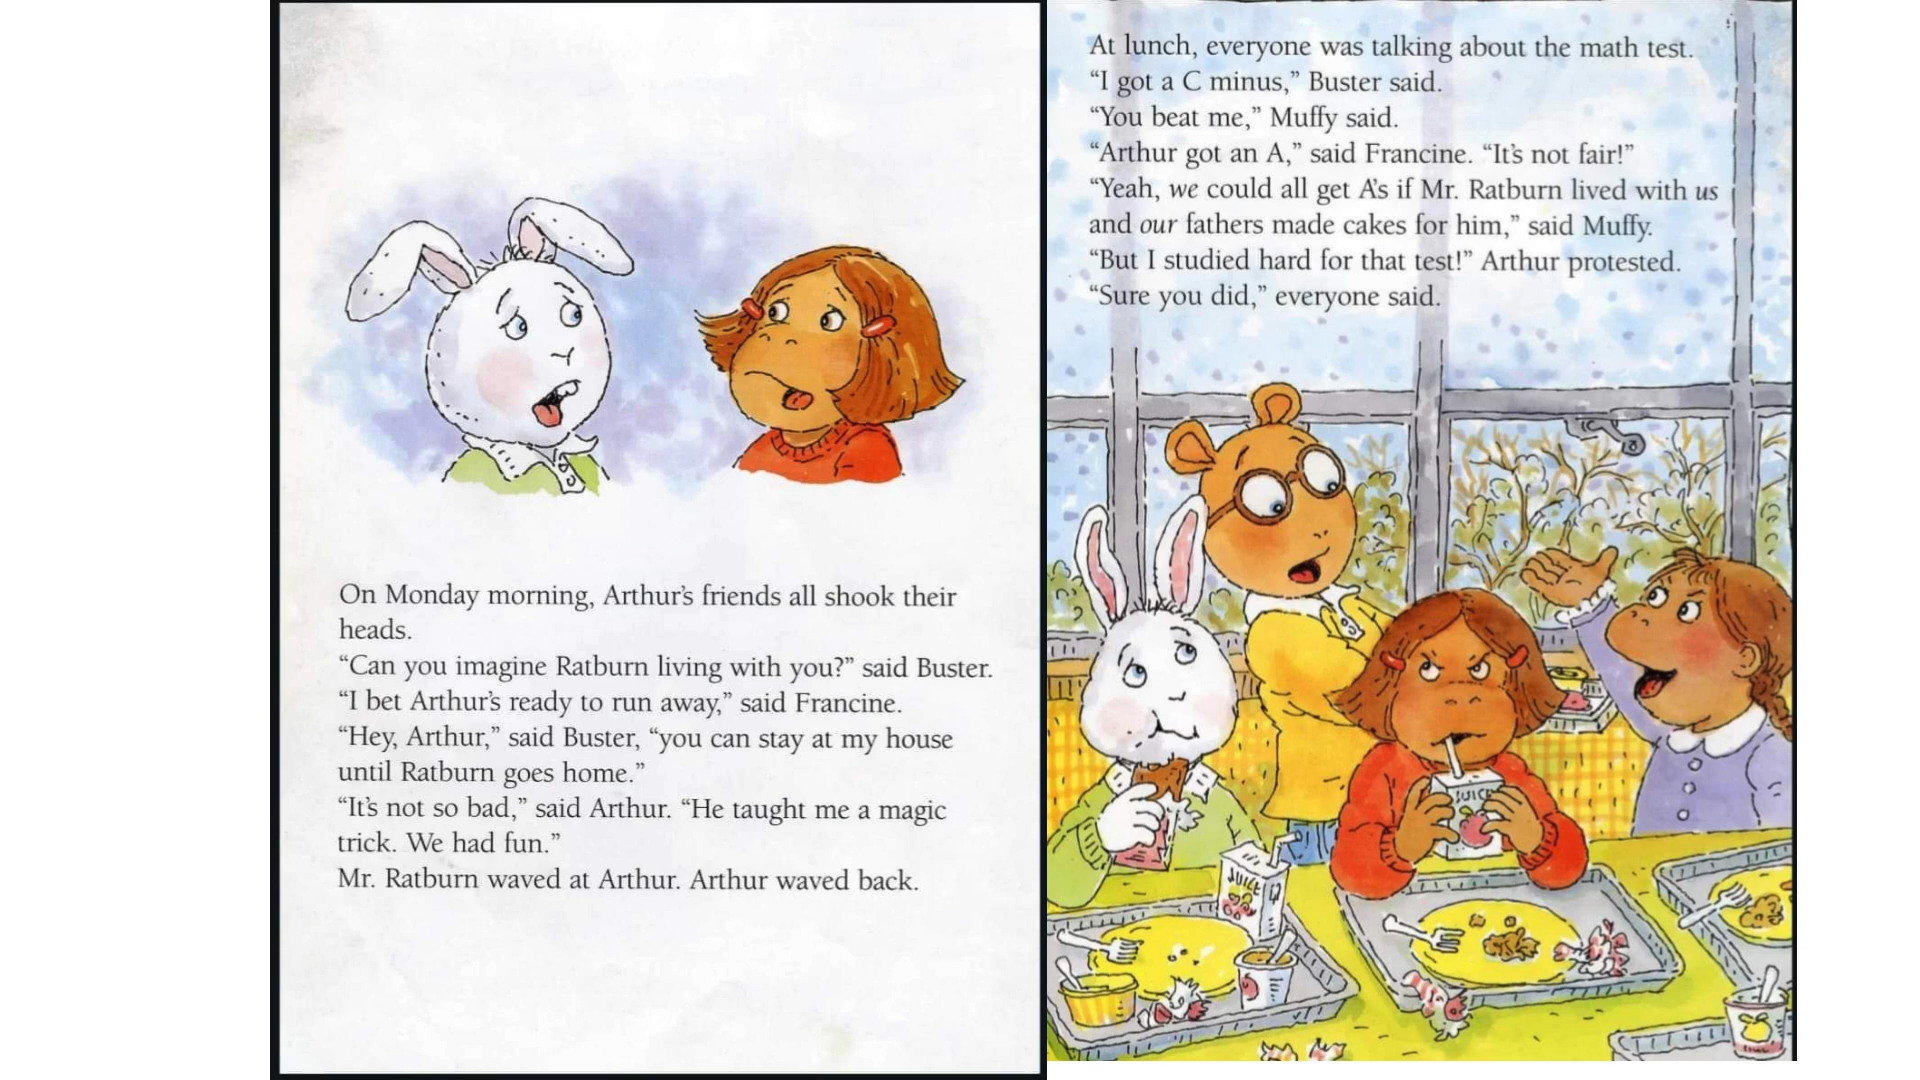 On Monday morning, Arthur's friends all shook their
heads.
“Can you imagine Ratburn living with you?” said Buster.
“I bet Arthur's ready to run away,” said Francine.
“Hey, Arthur,” said Buster, “you can stay at my house
until Ratburn goes home.”
“It's not so bad,” said Arthur. “He taught me a magic
trick. We had fun.”
Mr. Ratburn waved at Arthur. Arthur waved back.
At lunch, everyone was talking about the math test.
“I got a C minus,” Buster said.
“You beat me,” Muffy said.
“Arthur got an A,” said Francine. “It's not fair!”
“Yeah, we could all get A's if Mr. Ratburn lived with us
and our fathers made cakes for him,” said Muffy.
“But I studied hard for that test!” Arthur protested.
“Sure you did,” everyone said.
JUICE
JUICE